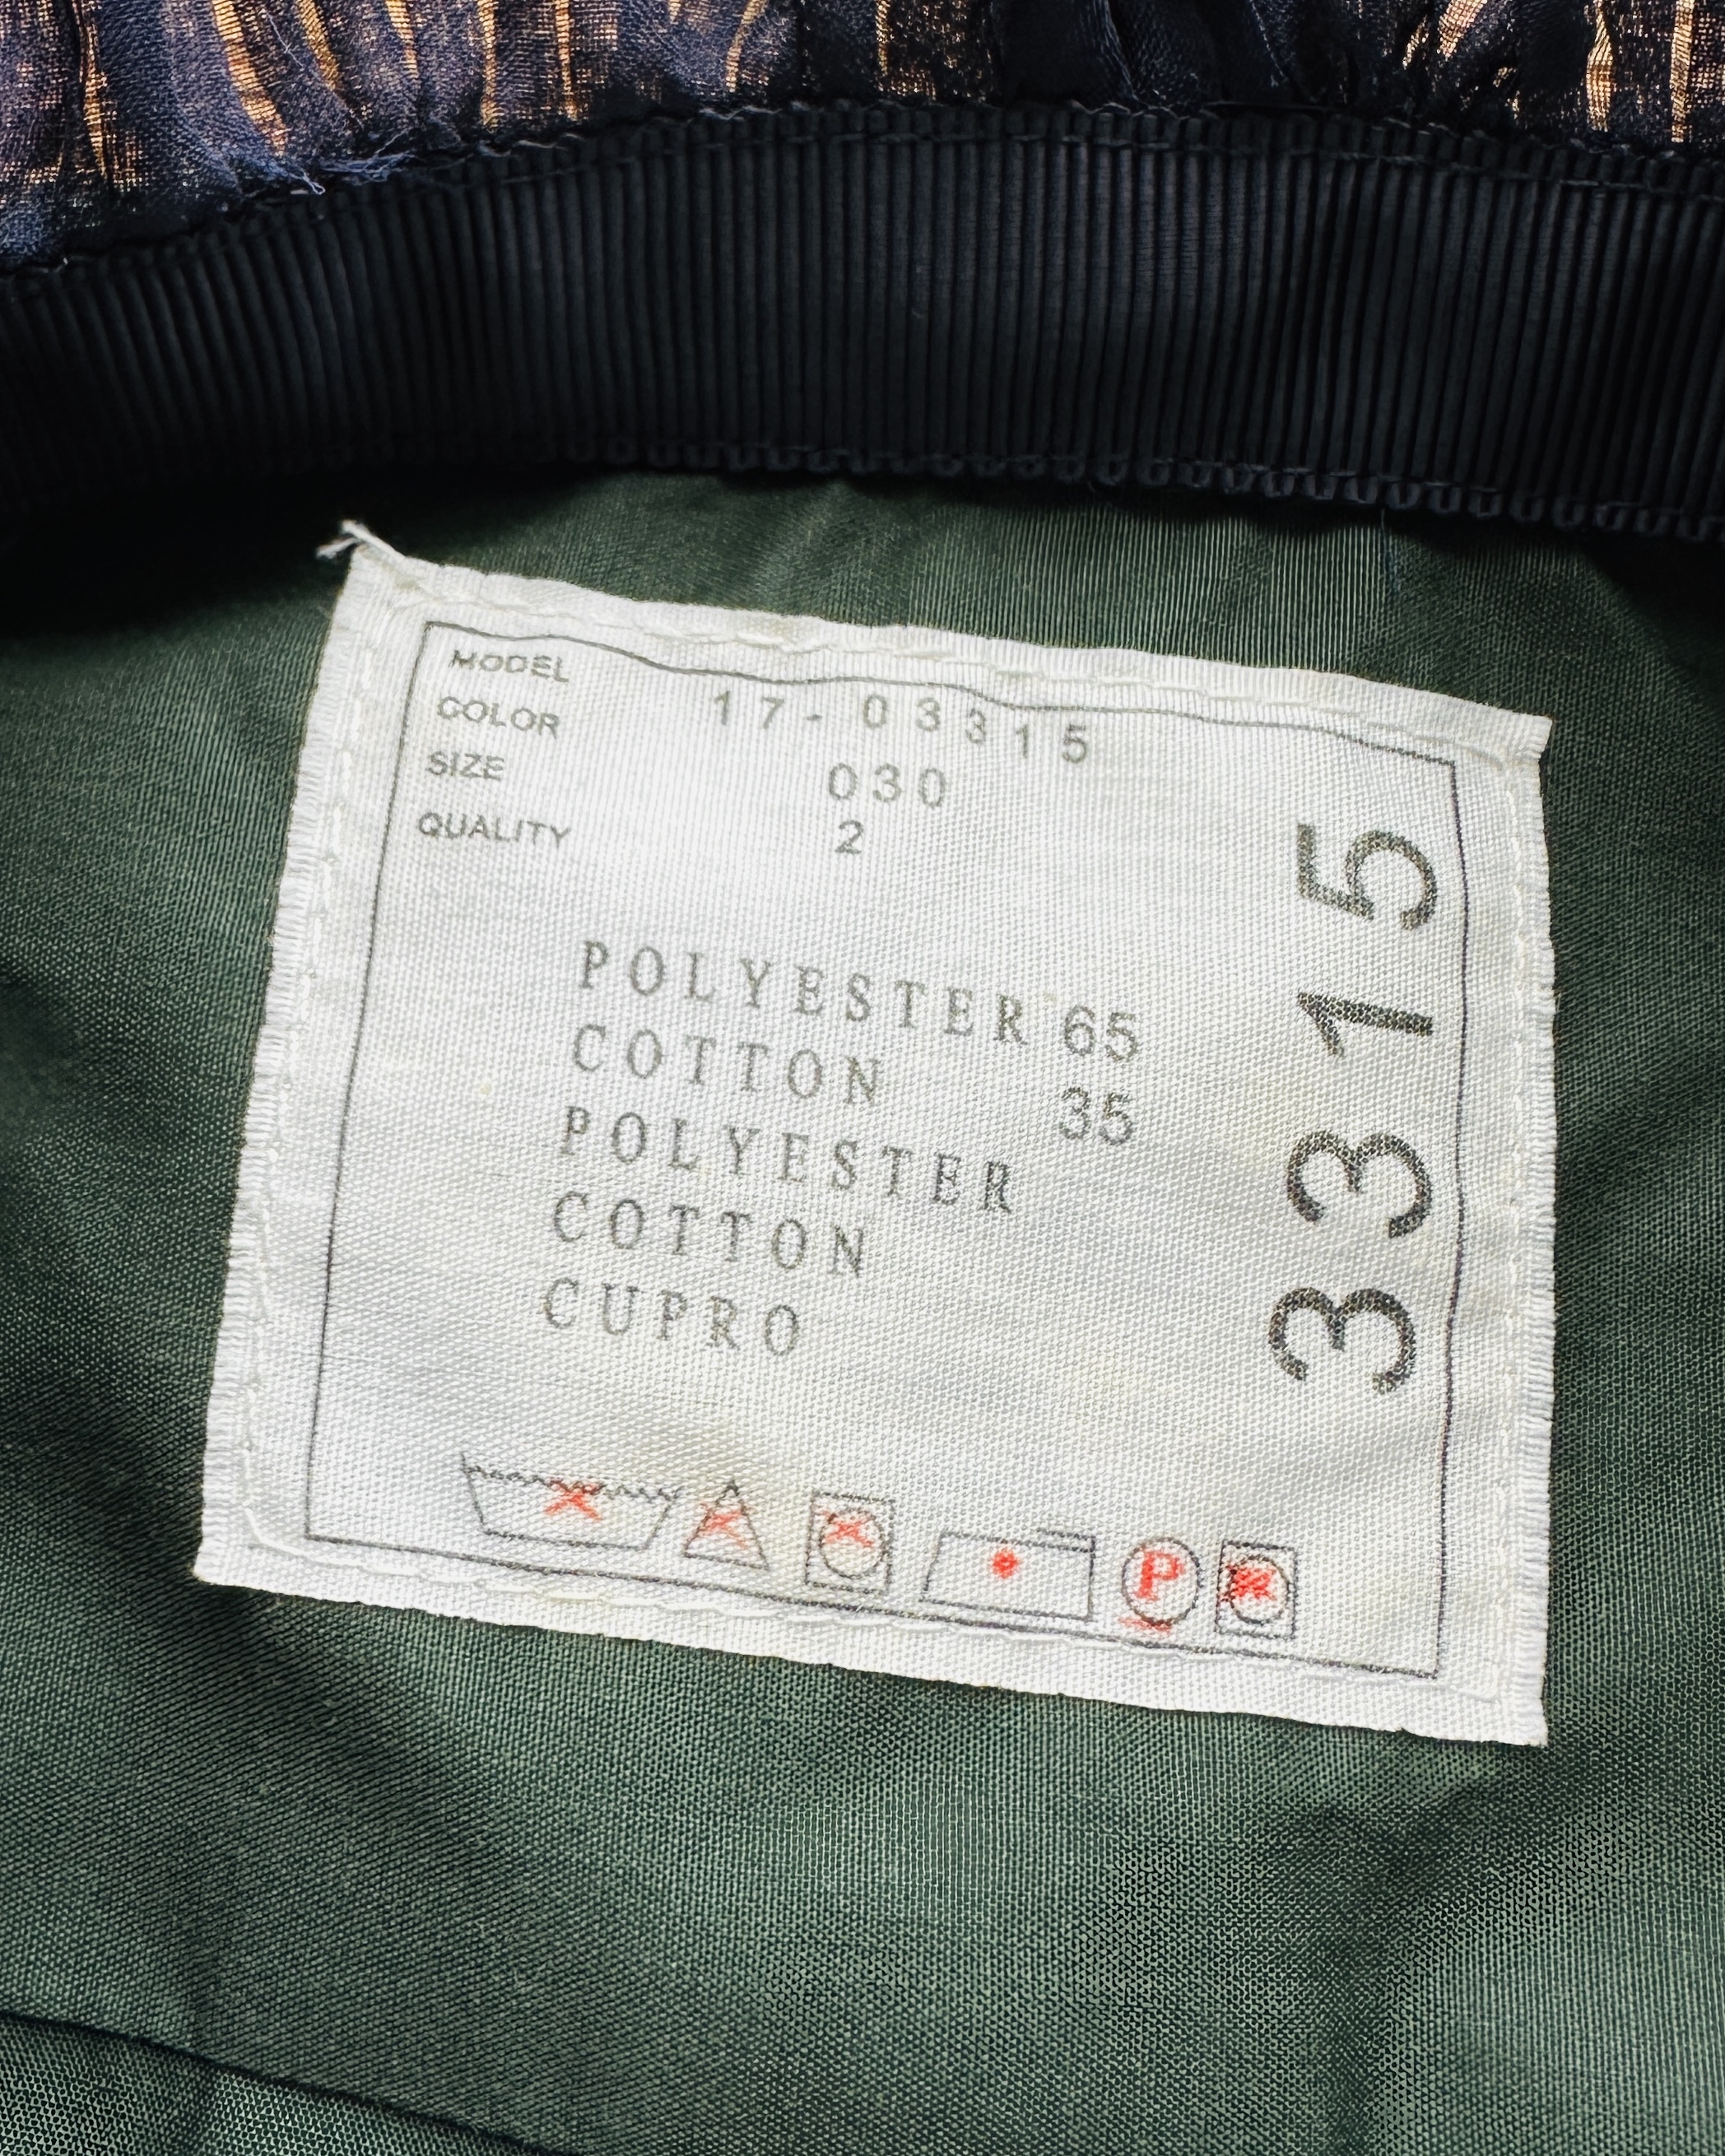 MODEL 17-03315
COLOR 030
SIZE 2
QUALITY
POLYESTER 65
COTTON 35
POLYESTER
COTTON
CUPRO
P
3315